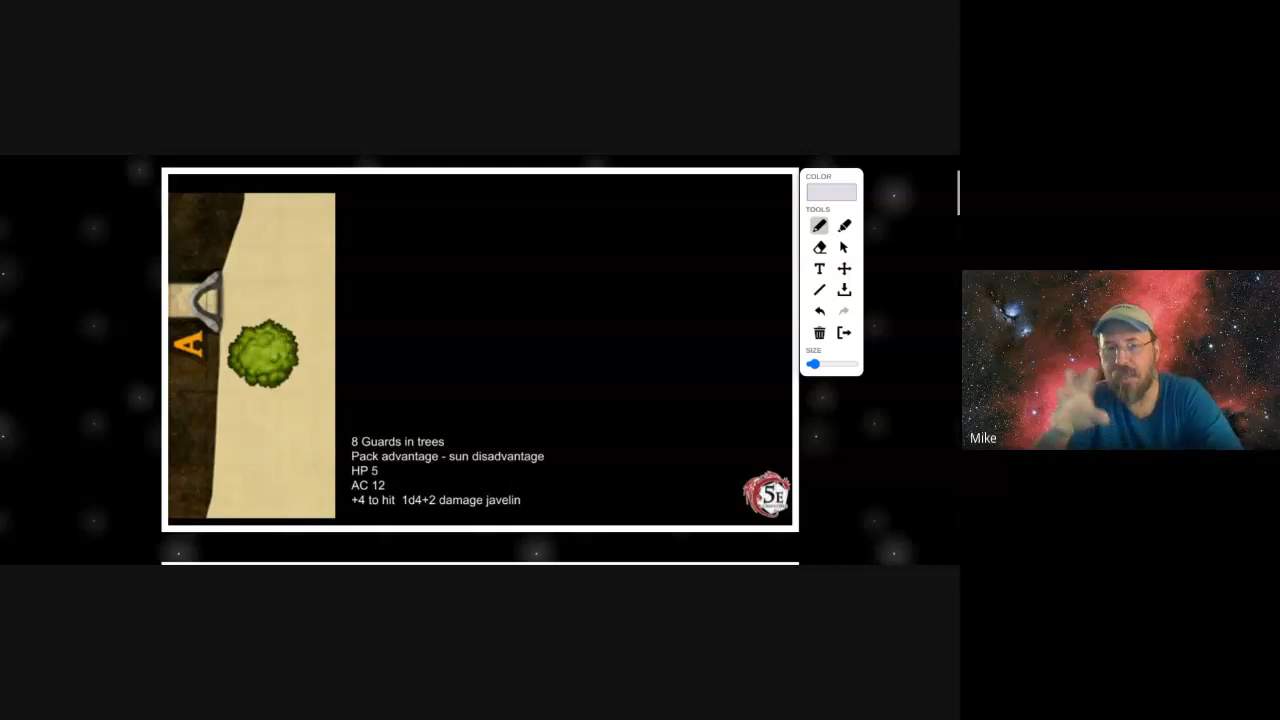 COLOR
TOOLS
T
SIZE
A
8 Guards in trees
Pack advantage - sun disadvantage
HP 5
AC 12
+4 to hit  1d4+2 damage javelin
5E
Mike